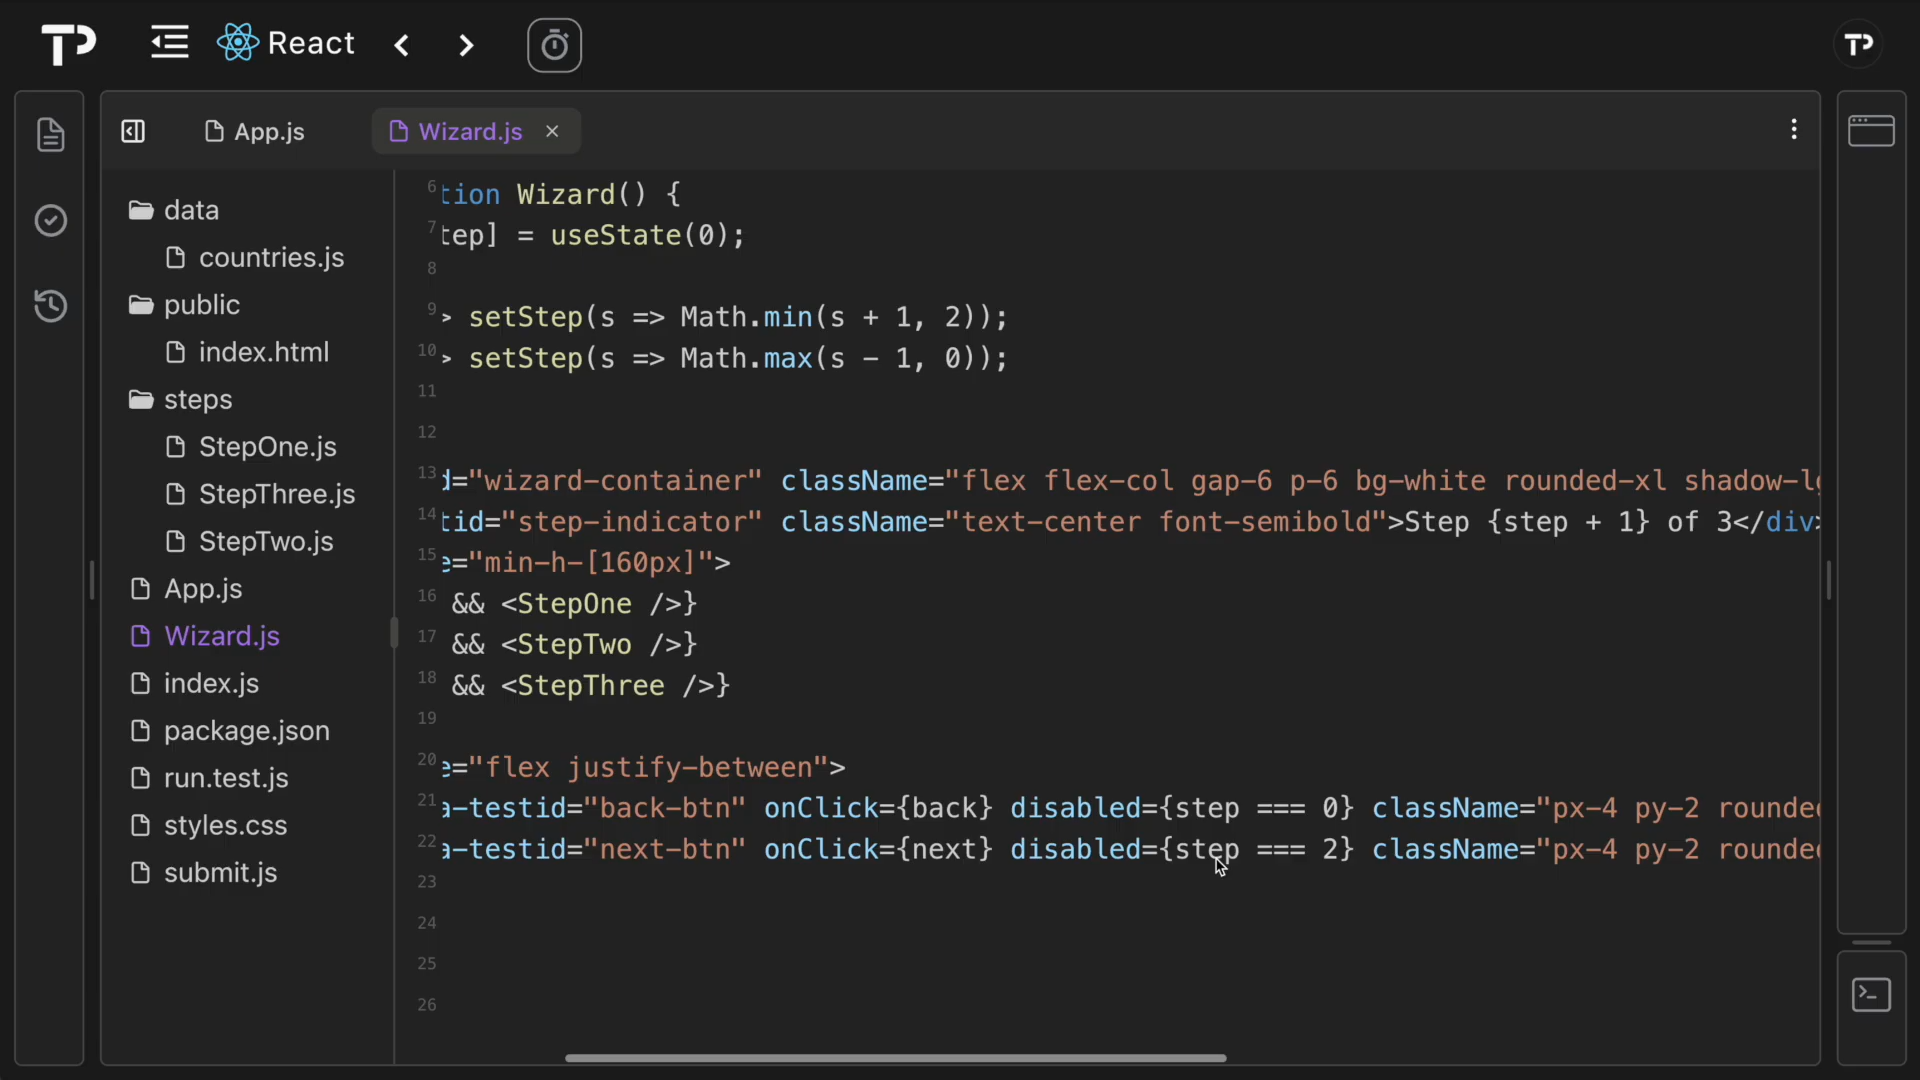 TP
React
TP
App.js
Wizard.js
data
countries.js
public
index.html
steps
StepOne.js
StepThree.js
StepTwo.js
App.js
Wizard.js
index.js
package.json
run.test.js
styles.css
submit.js
6 tion Wizard() {
7 tep] = useState(0);
8
9 > setStep(s => Math.min(s + 1, 2));
10 > setStep(s => Math.max(s - 1, 0));
11
12
13 d="wizard-container" className="flex flex-col gap-6 p-6 bg-white rounded-xl shadow-lg
14 tid="step-indicator" className="text-center font-semibold">Step {step + 1} of 3</div>
15 e="min-h-[160px]">
16 && <StepOne />}
17 && <StepTwo />}
18 && <StepThree />}
19
20 e="flex justify-between">
21 a-testid="back-btn" onClick={back} disabled={step === 0} className="px-4 py-2 rounded
22 a-testid="next-btn" onClick={next} disabled={step === 2} className="px-4 py-2 rounded
23
24
25
26